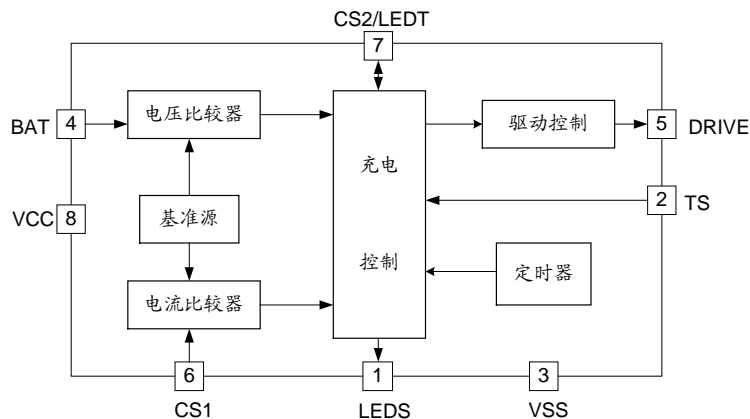 CS2/LEDT
7
BAT
4
电压比较器
驱动控制
5
DRIVE
充电
2
TS
VCC
8
基准源
控制
定时器
电流比较器
6
1
3
CS1
LEDS
VSS